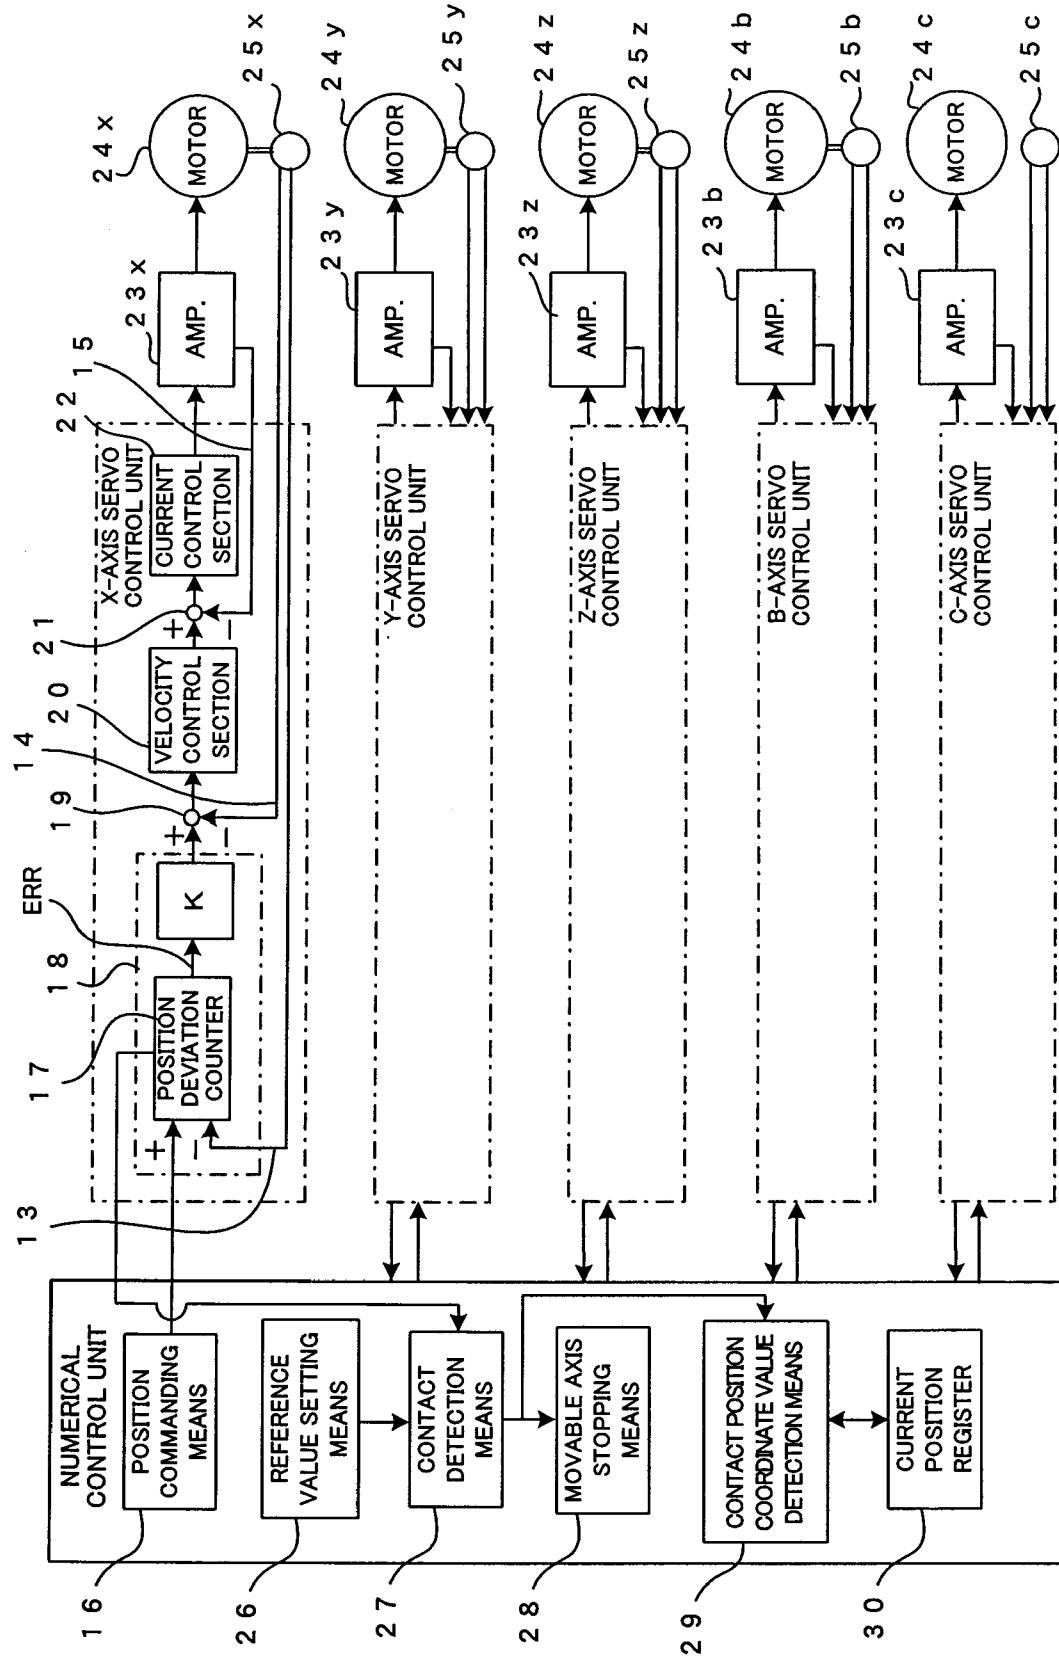 NUMERICAL
CONTROL UNIT
16
POSITION
COMMANDING
MEANS
26
REFERENCE
VALUE SETTING
MEANS
27
CONTACT
DETECTION
MEANS
28
MOVABLE AXIS
STOPPING
MEANS
29
CONTACT POSITION
COORDINATE VALUE
DETECTION MEANS
30
CURRENT
POSITION
REGISTER
X-AXIS SERVO
CONTROL UNIT
13
+
−
17
POSITION
DEVIATION
COUNTER
18
ERR
K
+
−
19
14
20
VELOCITY
CONTROL
SECTION
+
−
21
22
CURRENT
CONTROL
SECTION
15
23x
AMP.
24x
MOTOR
25x
Y-AXIS SERVO
CONTROL UNIT
23y
AMP.
24y
MOTOR
25y
Z-AXIS SERVO
CONTROL UNIT
23z
AMP.
24z
MOTOR
25z
B-AXIS SERVO
CONTROL UNIT
23b
AMP.
24b
MOTOR
25b
C-AXIS SERVO
CONTROL UNIT
23c
AMP.
24c
MOTOR
25c